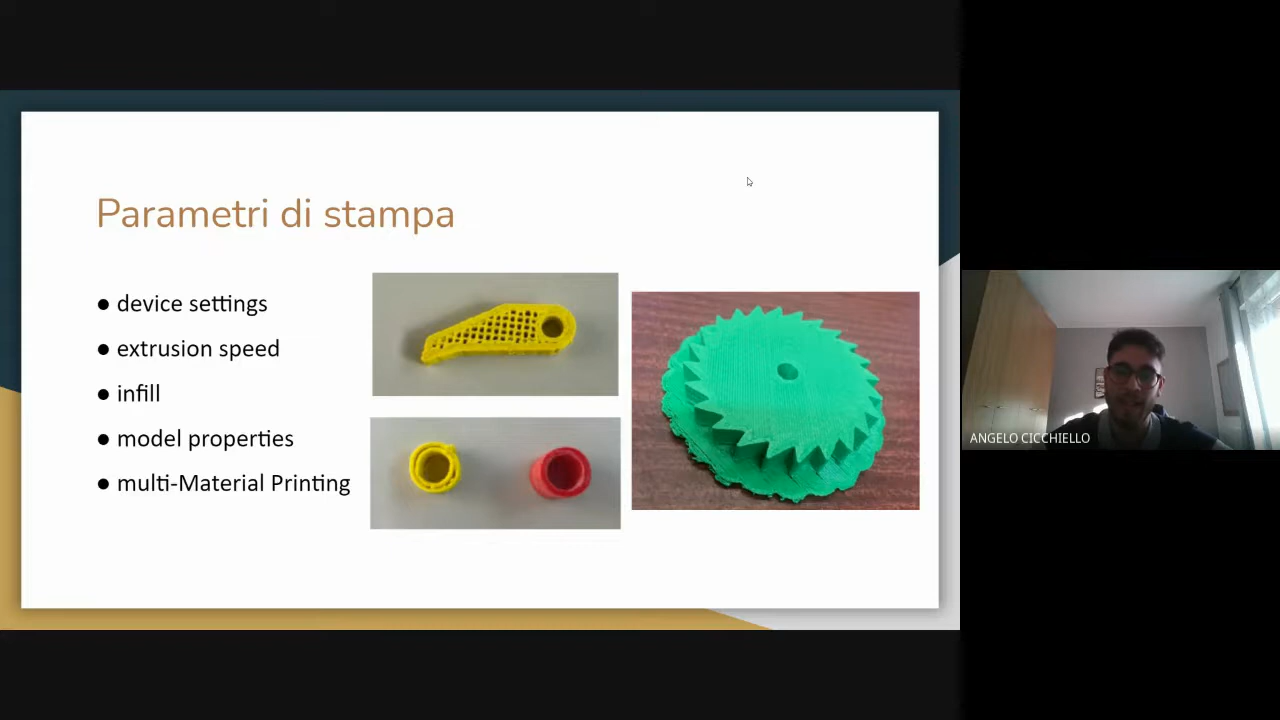 Parametri di stampa
● device settings
● extrusion speed
● infill
● model properties
● multi-Material Printing
ANGELO CICCHIELLO